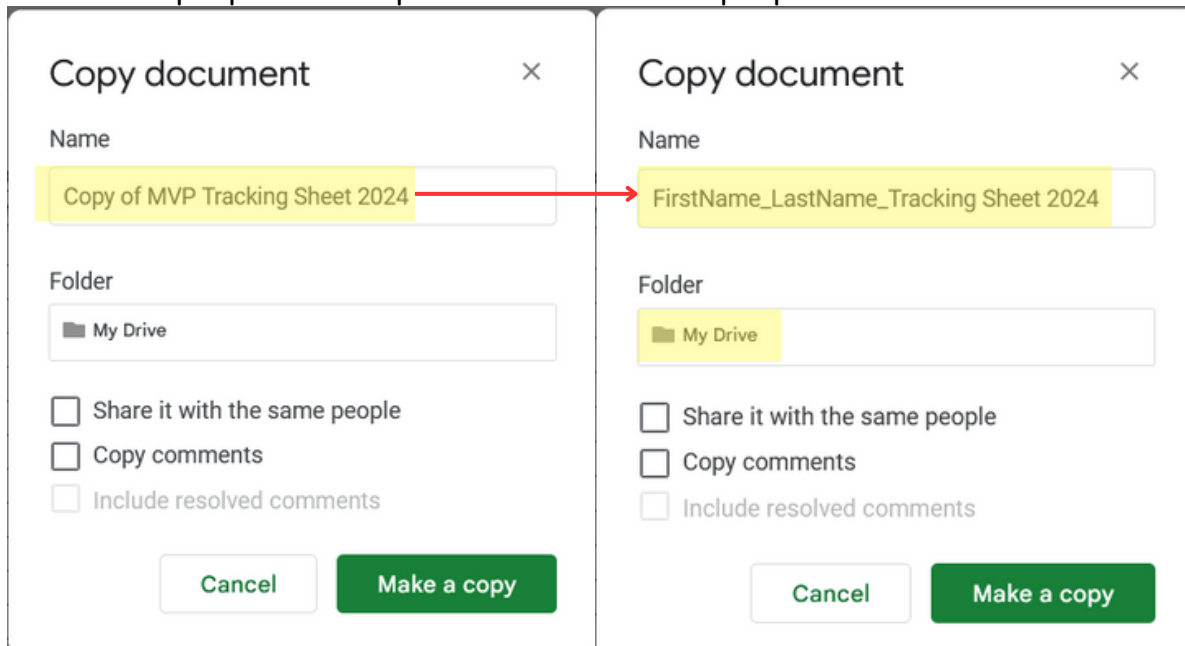 Copy document
Name
Copy of MVP Tracking Sheet 2024
Folder
My Drive
Share it with the same people
Copy comments
Include resolved comments
Cancel
Make a copy
Copy document
Name
FirstName_LastName_Tracking Sheet 2024
Folder
My Drive
Share it with the same people
Copy comments
Include resolved comments
Cancel
Make a copy